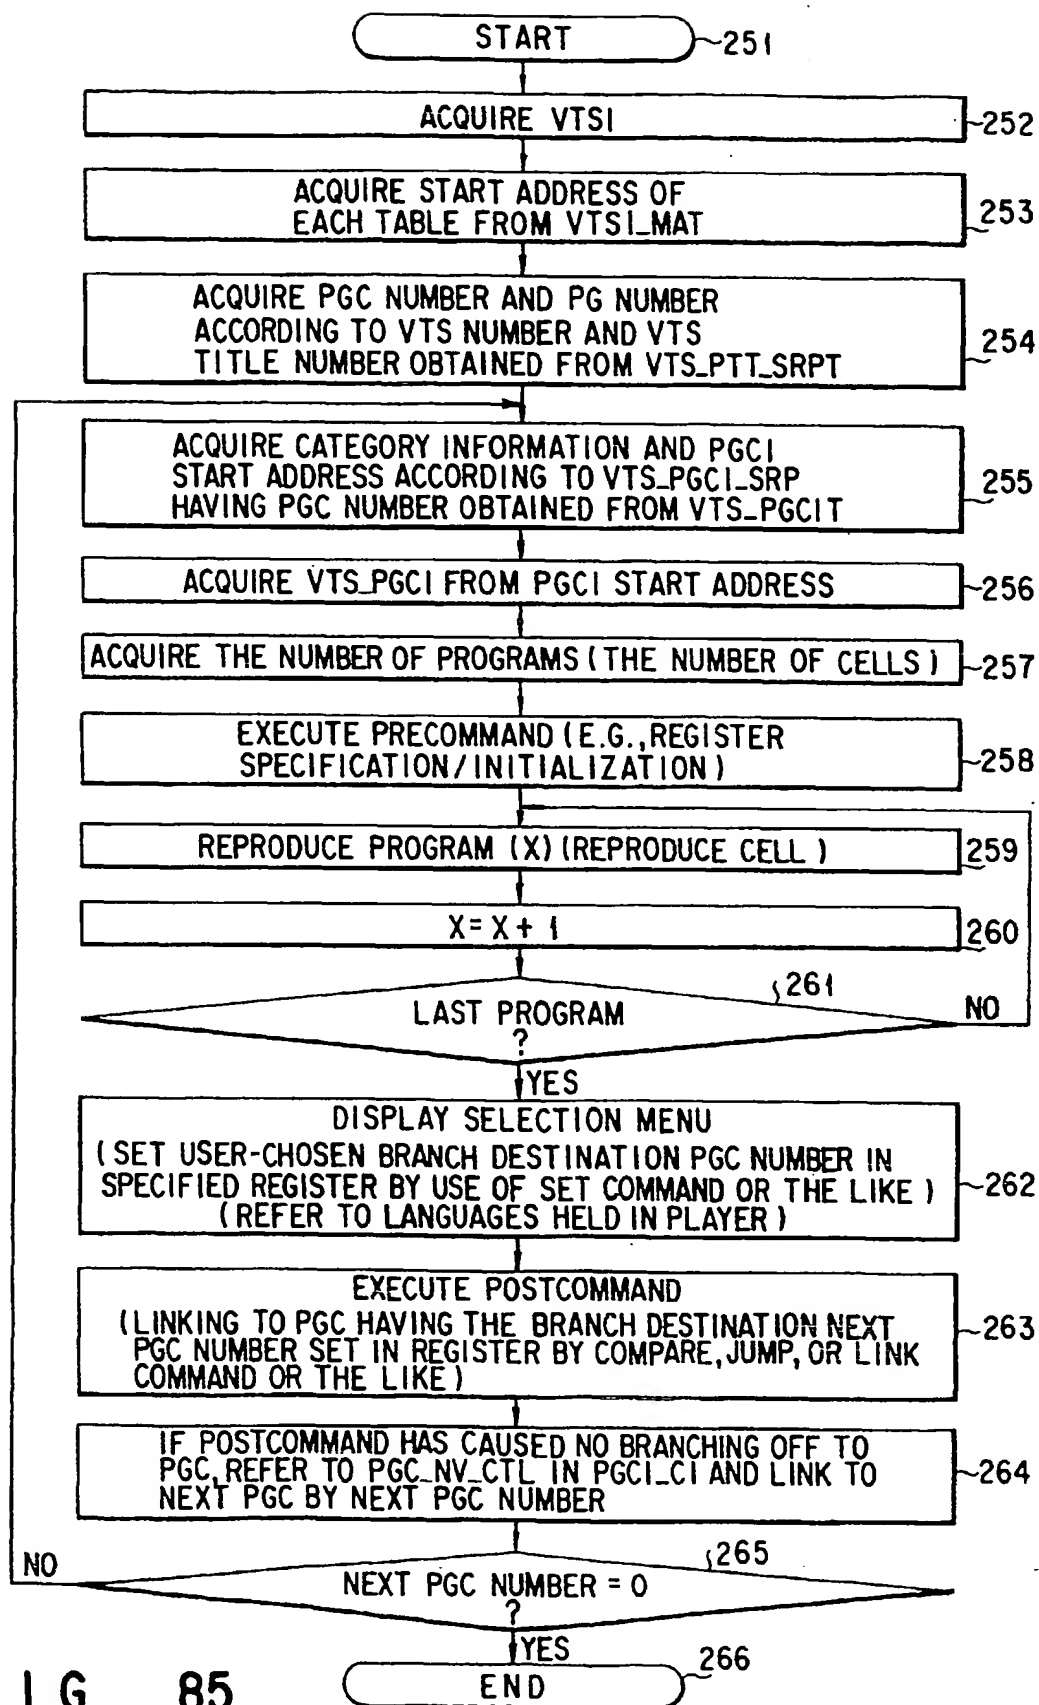 START
251
ACQUIRE VTSI
252
ACQUIRE START ADDRESS OF
EACH TABLE FROM VTSI_MAT
253
ACQUIRE PGC NUMBER AND PG NUMBER
ACCORDING TO VTS NUMBER AND VTS
TITLE NUMBER OBTAINED FROM VTS_PTT_SRPT
254
ACQUIRE CATEGORY INFORMATION AND PGCI
START ADDRESS ACCORDING TO VTS_PGCI_SRP
HAVING PGC NUMBER OBTAINED FROM VTS_PGCIT
255
ACQUIRE VTS_PGCI FROM PGCI START ADDRESS
256
ACQUIRE THE NUMBER OF PROGRAMS (THE NUMBER OF CELLS)
257
EXECUTE PRECOMMAND (E.G., REGISTER
SPECIFICATION/INITIALIZATION)
258
REPRODUCE PROGRAM (X) (REPRODUCE CELL)
259
X = X + 1
260
261
LAST PROGRAM
?
NO
YES
DISPLAY SELECTION MENU
(SET USER-CHOSEN BRANCH DESTINATION PGC NUMBER IN
SPECIFIED REGISTER BY USE OF SET COMMAND OR THE LIKE)
(REFER TO LANGUAGES HELD IN PLAYER)
262
EXECUTE POSTCOMMAND
(LINKING TO PGC HAVING THE BRANCH DESTINATION NEXT
PGC NUMBER SET IN REGISTER BY COMPARE, JUMP, OR LINK
COMMAND OR THE LIKE)
263
IF POSTCOMMAND HAS CAUSED NO BRANCHING OFF TO
PGC, REFER TO PGC_NV_CTL IN PGCI_CI AND LINK TO
NEXT PGC BY NEXT PGC NUMBER
264
265
NO
NEXT PGC NUMBER = 0
?
YES
END
266
IG. 85